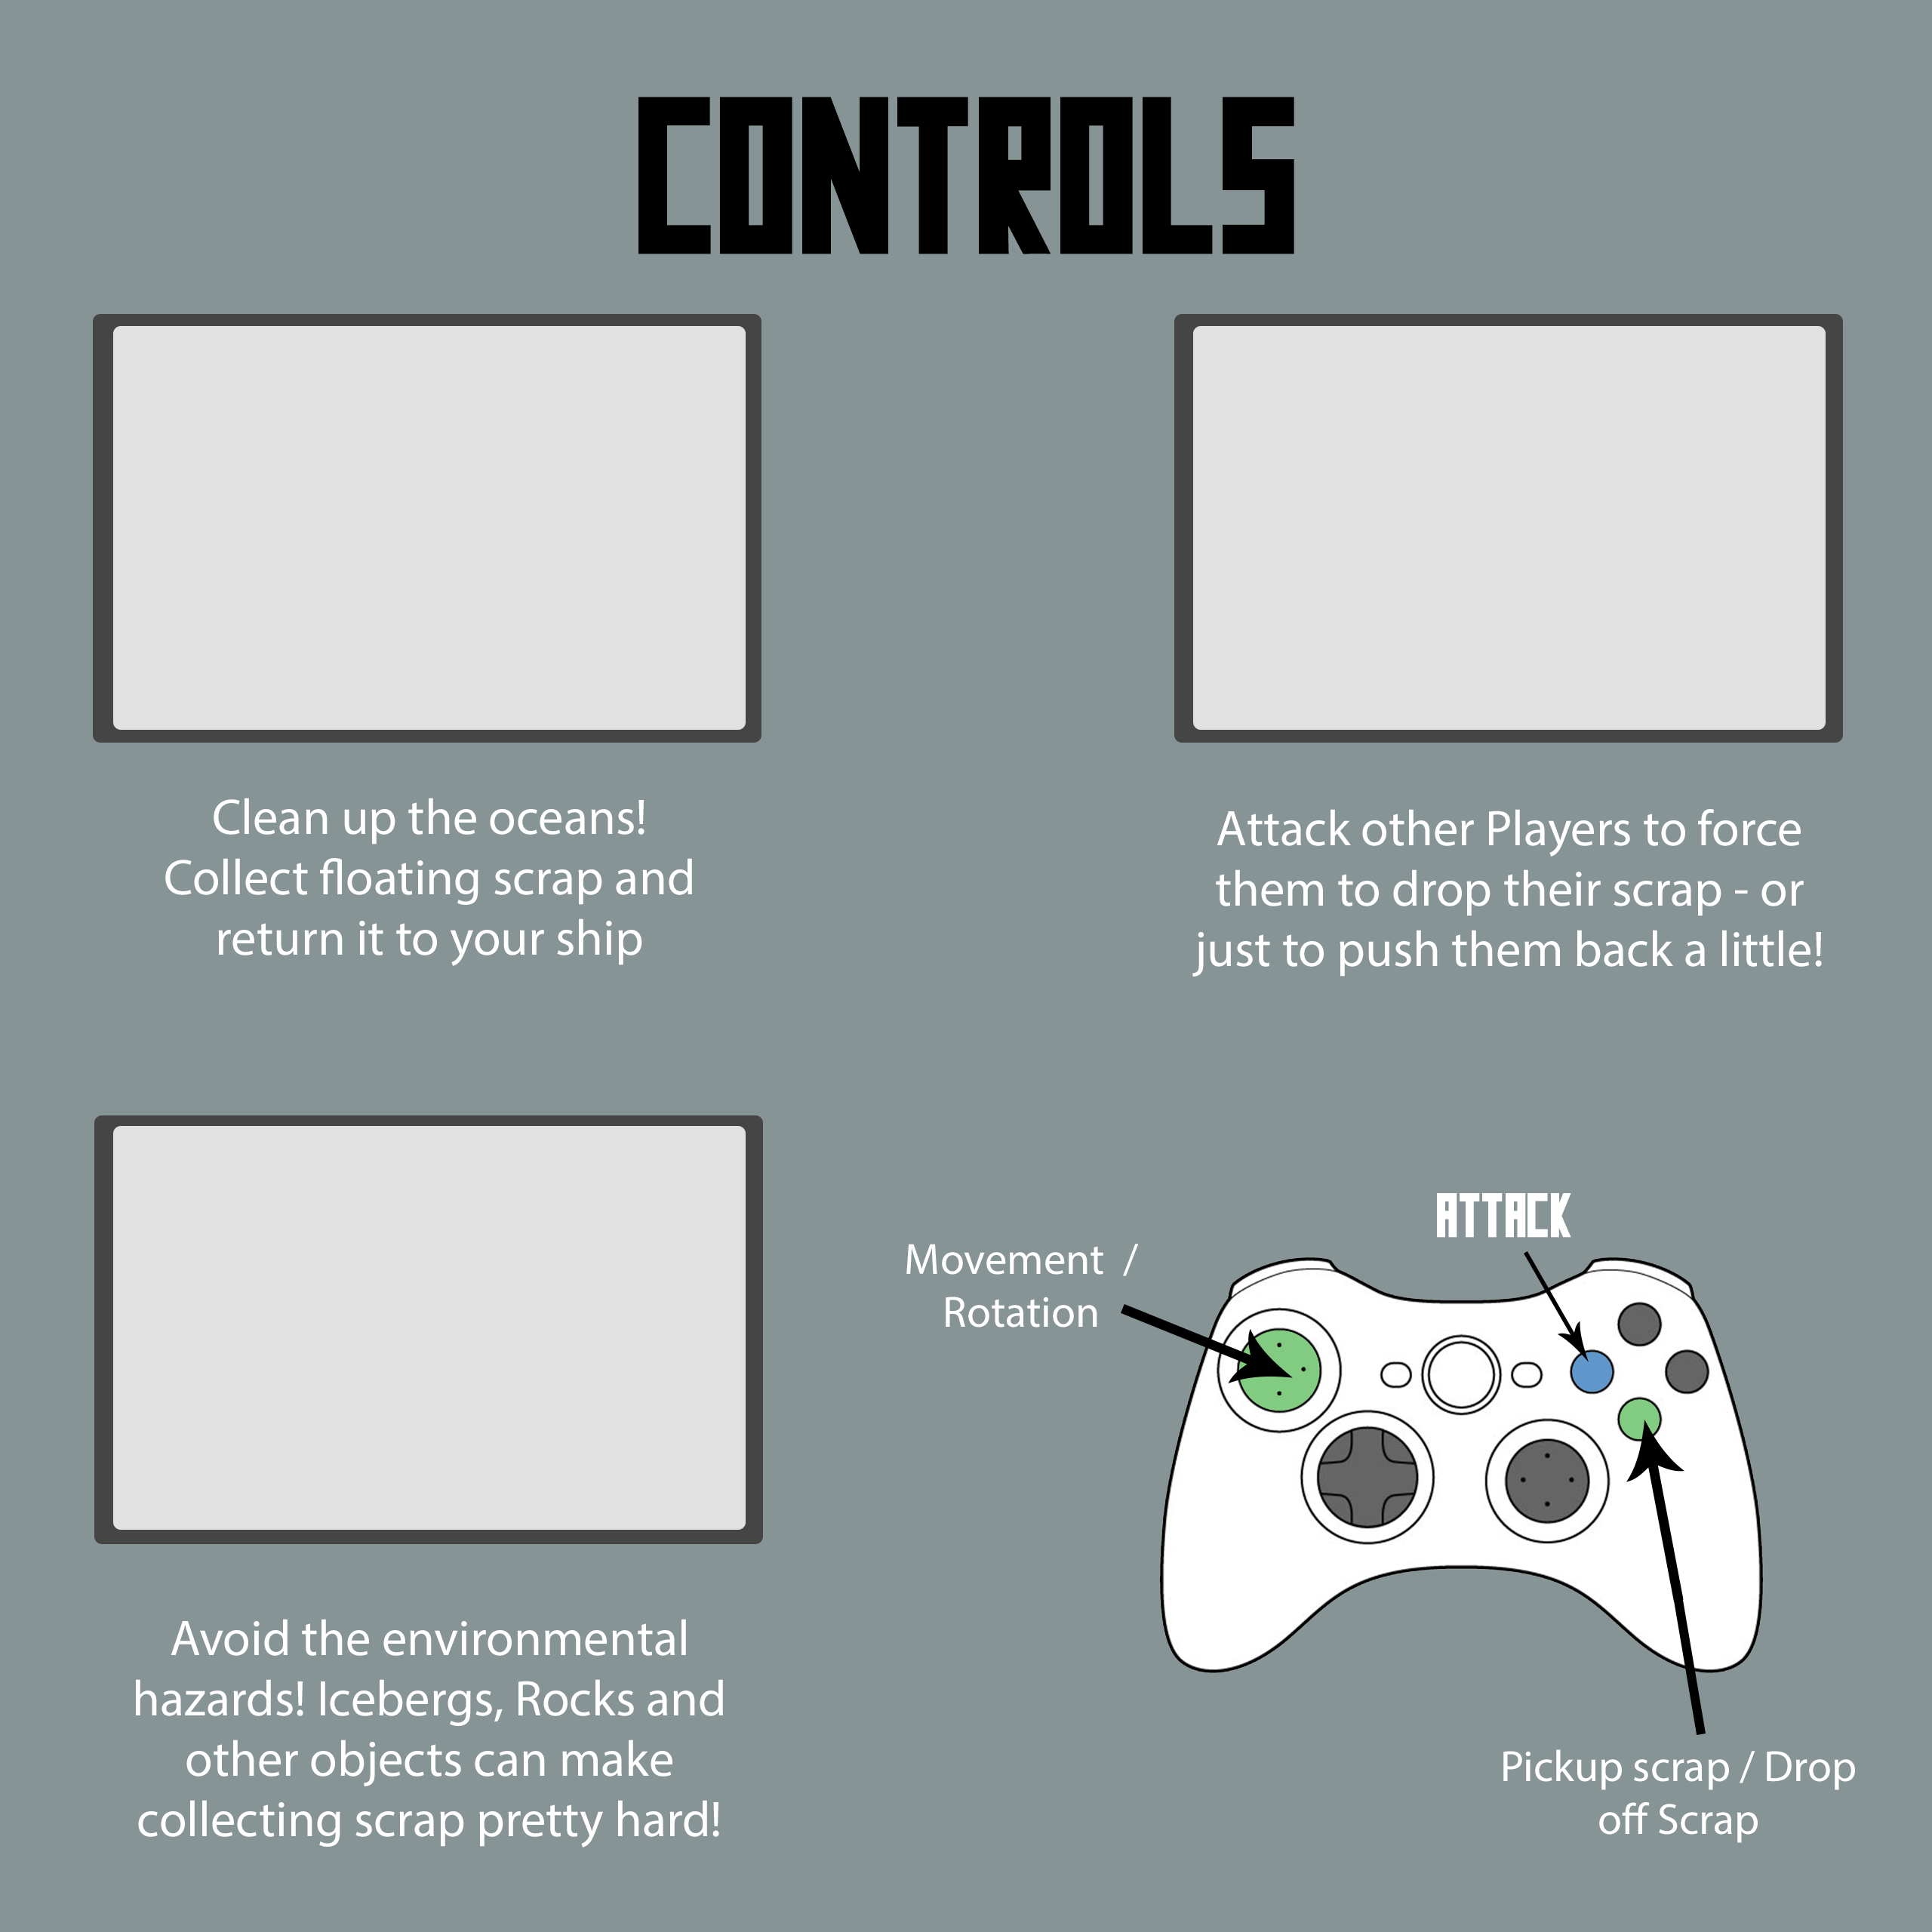 CONTROLS
Clean up the oceans!
Collect floating scrap and
return it to your ship
Attack other Players to force
them to drop their scrap - or
just to push them back a little!
Avoid the environmental
hazards! Icebergs, Rocks and
other objects can make
collecting scrap pretty hard!
ATTACK
Movement /
Rotation
Pickup scrap / Drop
off Scrap